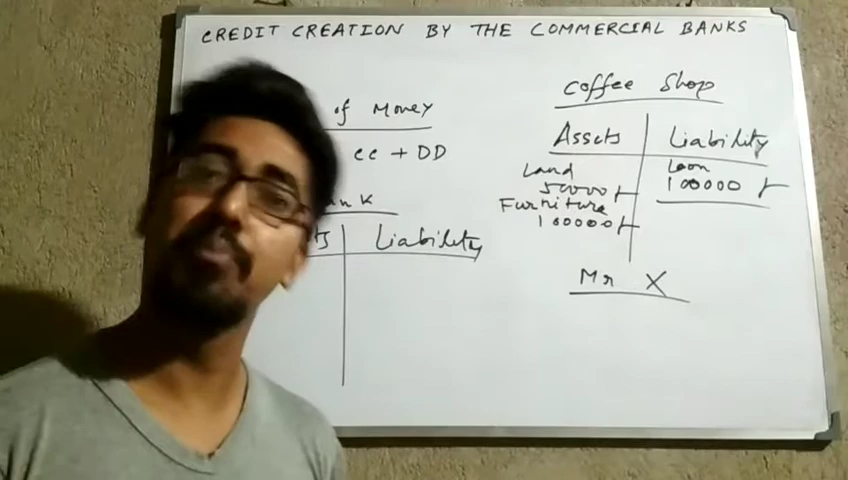 CREDIT CREATION BY THE COMMERCIAL BANKS
of Money
cc + DD
Liability
Coffee Shop
Assets Liability
Land Loan
50000 100000
Furniture
100000
Mr X